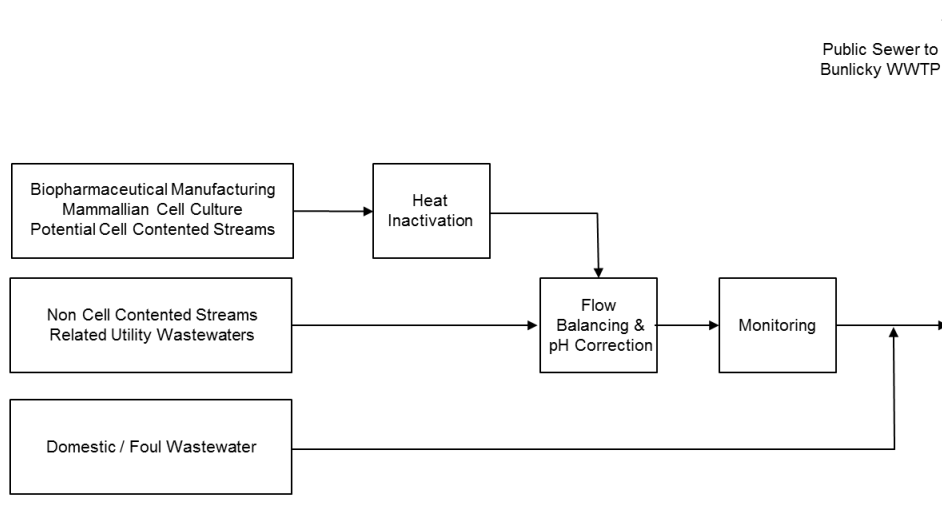 Public Sewer to
Bunlicky WWTP
Biopharmaceutical Manufacturing
Mammallian Cell Culture
Potential Cell Contented Streams
Heat
Inactivation
Non Cell Contented Streams
Related Utility Wastewaters
Flow
Balancing &
pH Correction
Monitoring
Domestic / Foul Wastewater